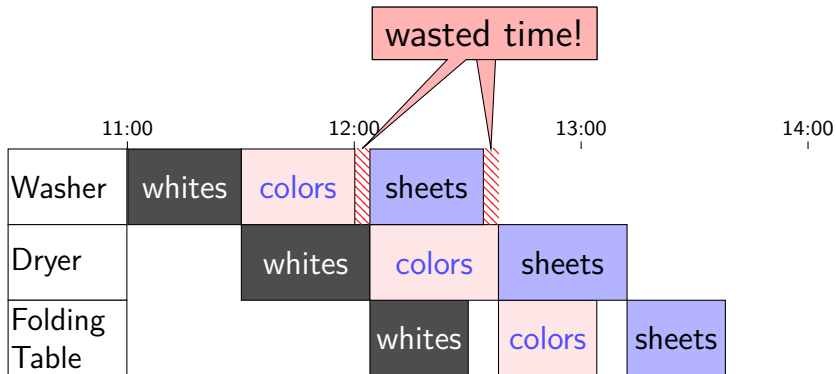 wasted time!
11:00 12:00 13:00 14:00
Washer whites colors sheets
Dryer whites colors sheets
Folding
Table whites colors sheets